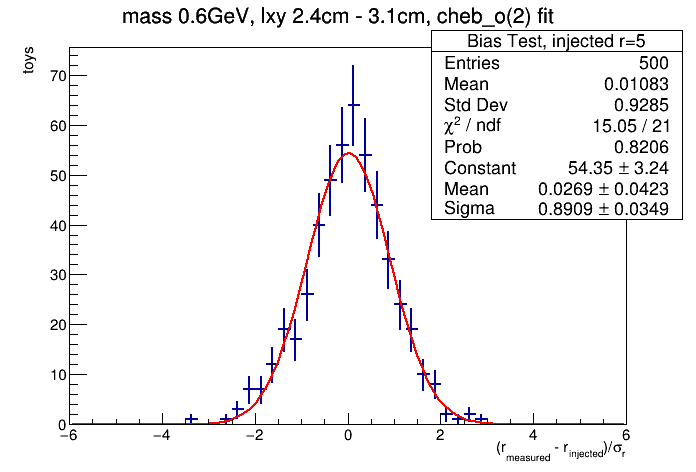 mass 0.6GeV, lxy 2.4cm - 3.1cm, cheb_o(2) fit
toys
Bias Test, injected r=5
Entries 500
Mean 0.01083
Std Dev 0.9285
χ² / ndf 15.05 / 21
Prob 0.8206
Constant 54.35 ± 3.24
Mean 0.0269 ± 0.0423
Sigma 0.8909 ± 0.0349
70
60
50
40
30
20
10
0
−6 −4 −2 0 2 4 6
(r_measured - r_injected)/σ_r